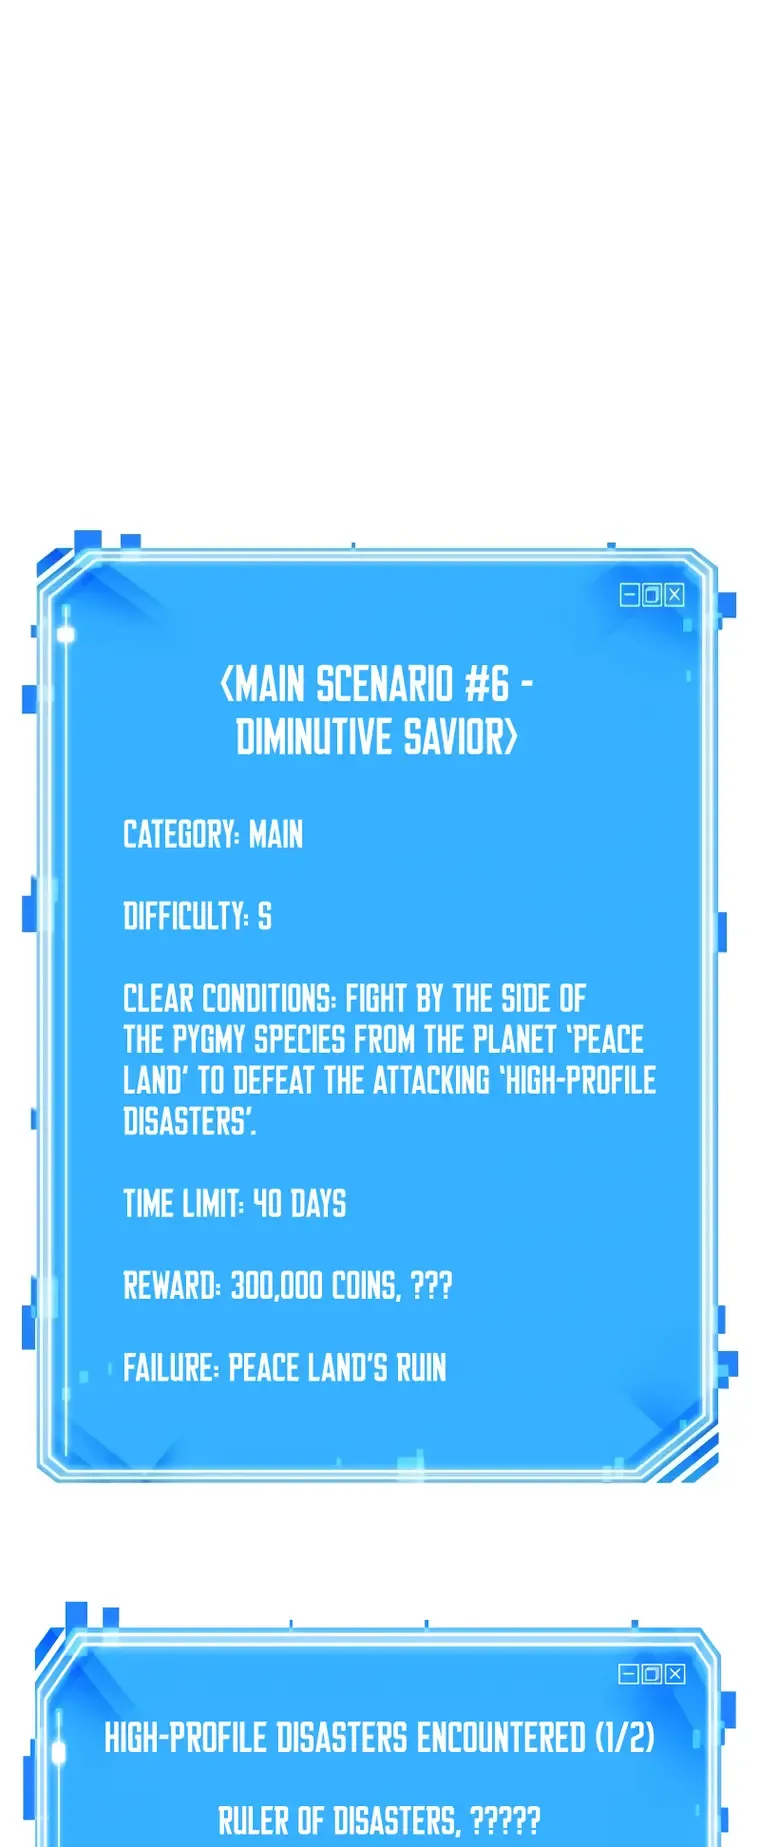 <MAIN SCENARIO #6 -
DIMINUTIVE SAVIOR>
CATEGORY: MAIN
DIFFICULTY: S
CLEAR CONDITIONS: FIGHT BY THE SIDE OF
THE PYGMY SPECIES FROM THE PLANET 'PEACE
LAND' TO DEFEAT THE ATTACKING 'HIGH-PROFILE
DISASTERS'.
TIME LIMIT: 40 DAYS
REWARD: 300,000 COINS, ???
FAILURE: PEACE LAND'S RUIN
HIGH-PROFILE DISASTERS ENCOUNTERED (1/2)
RULER OF DISASTERS, ?????